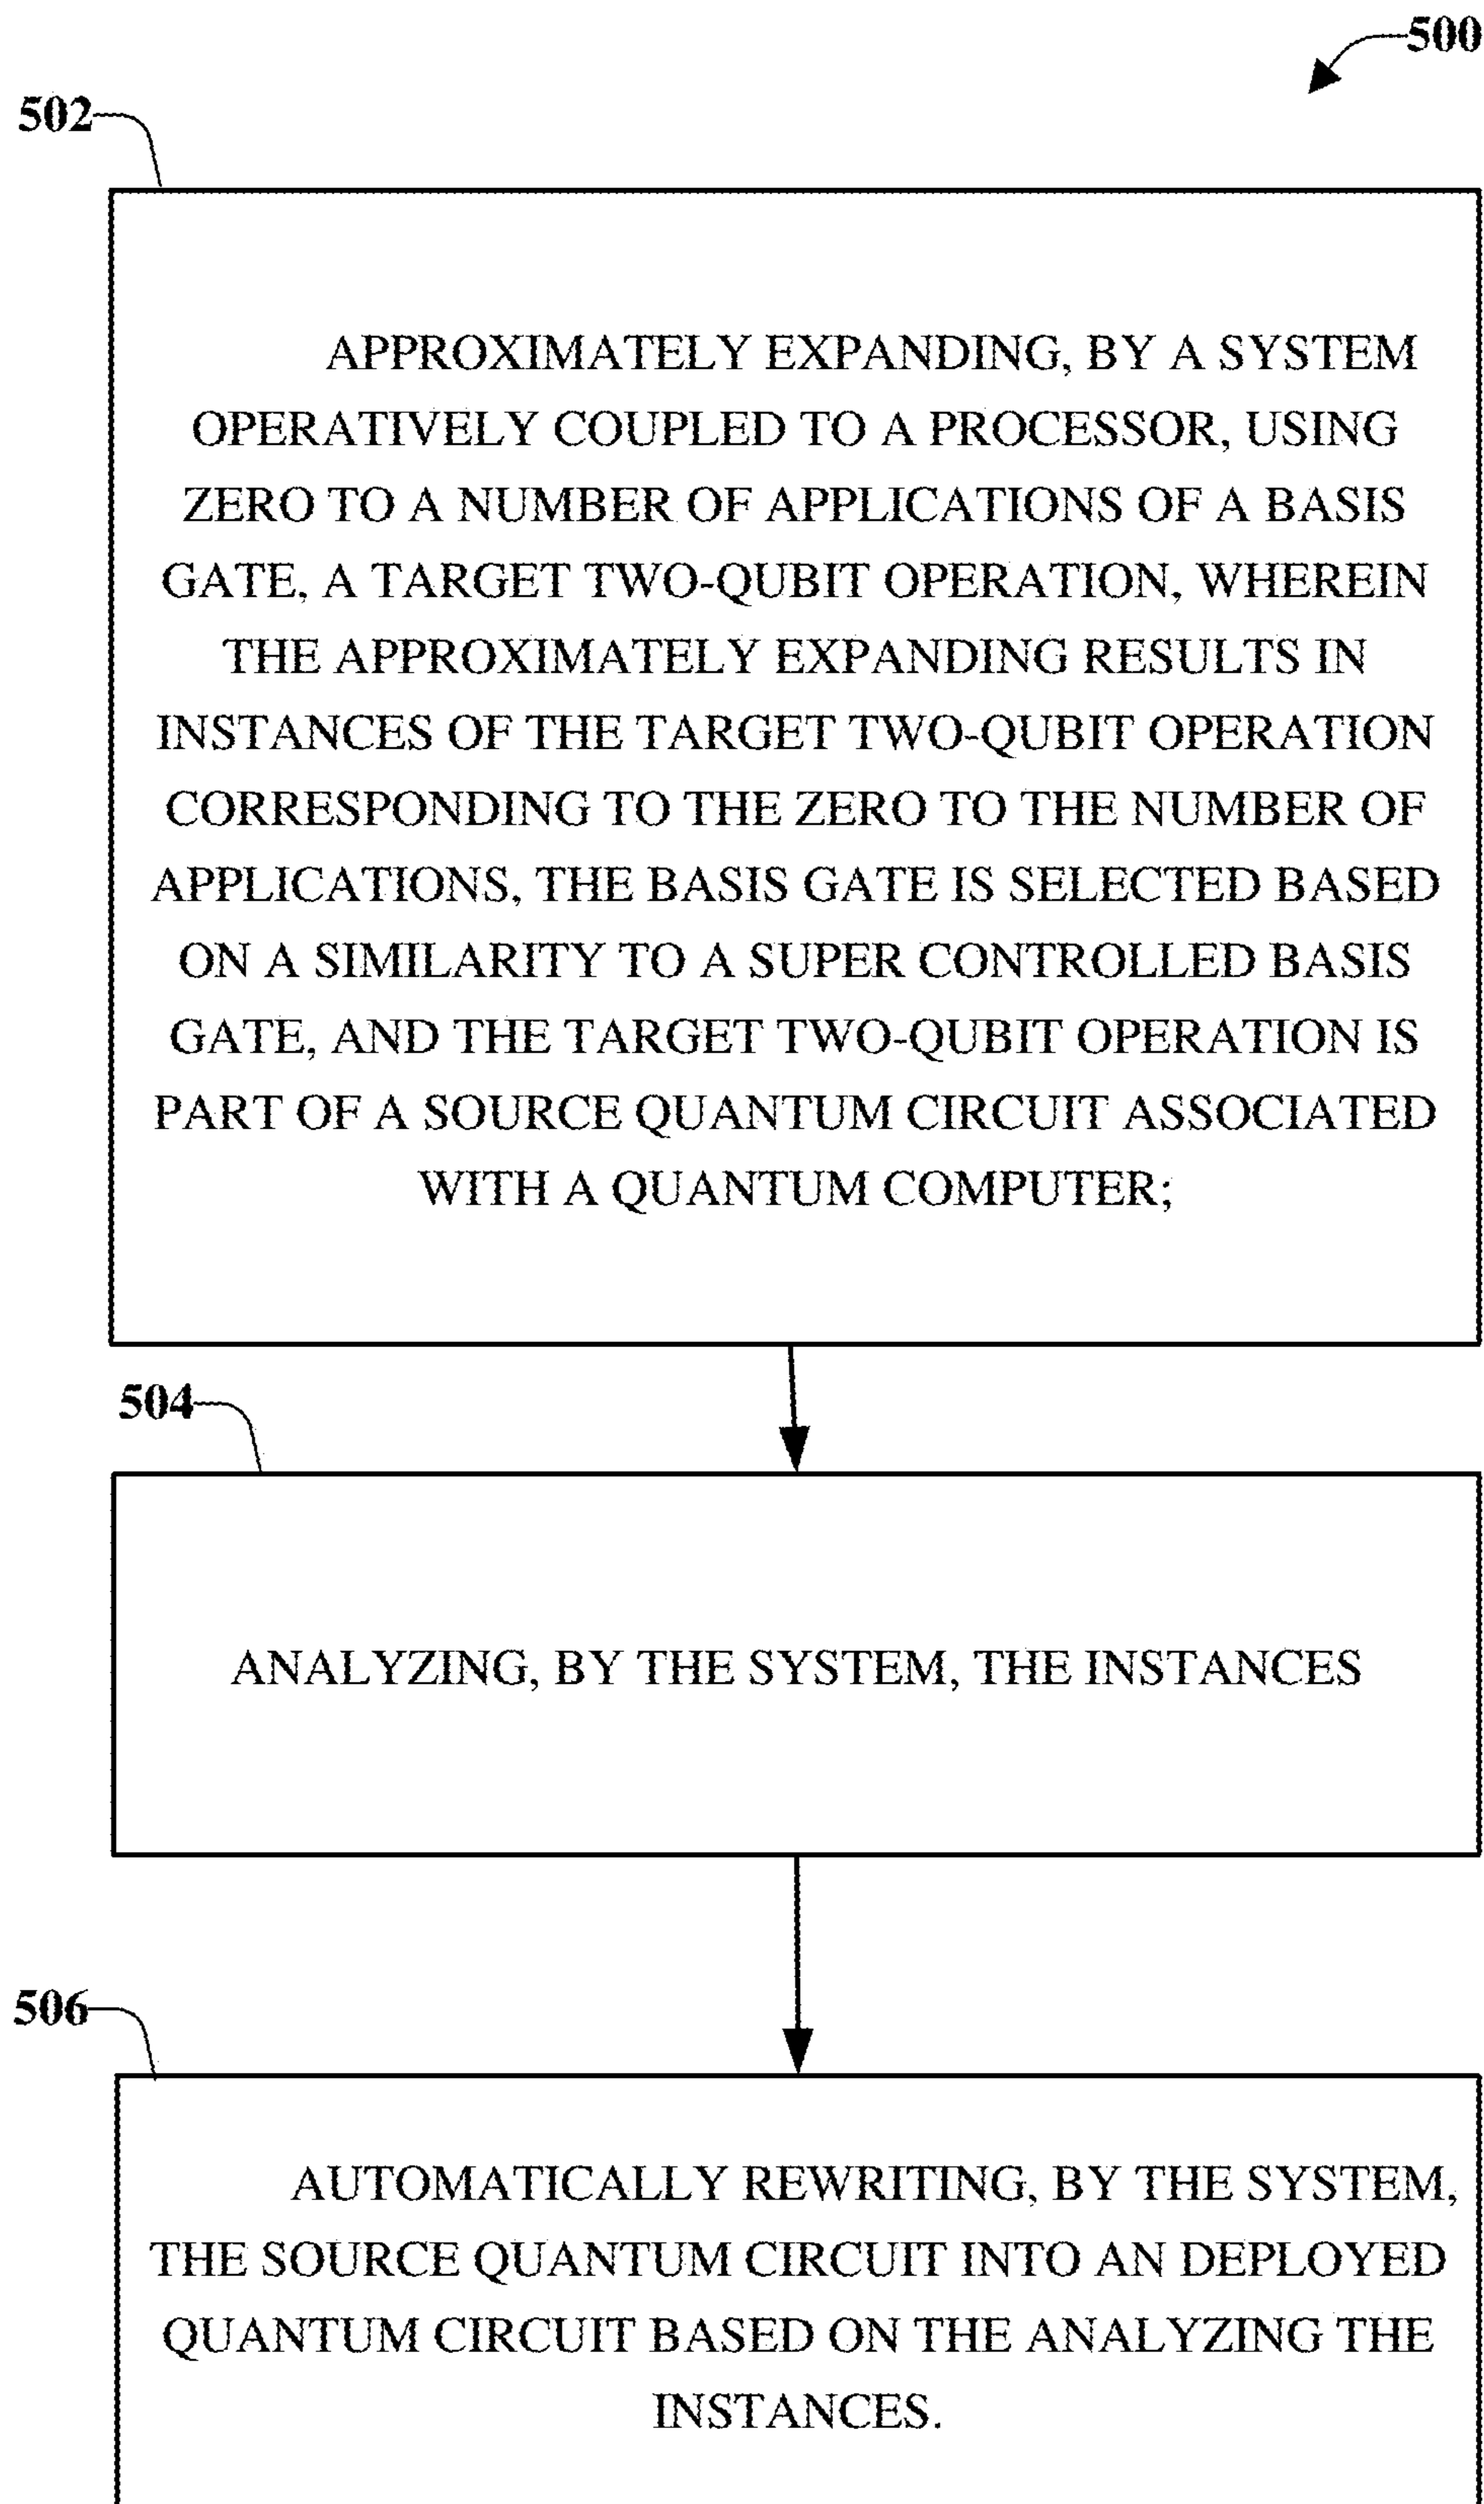 500
502
APPROXIMATELY EXPANDING, BY A SYSTEM
OPERATIVELY COUPLED TO A PROCESSOR, USING
ZERO TO A NUMBER OF APPLICATIONS OF A BASIS
GATE, A TARGET TWO-QUBIT OPERATION, WHEREIN
THE APPROXIMATELY EXPANDING RESULTS IN
INSTANCES OF THE TARGET TWO-QUBIT OPERATION
CORRESPONDING TO THE ZERO TO THE NUMBER OF
APPLICATIONS, THE BASIS GATE IS SELECTED BASED
ON A SIMILARITY TO A SUPER CONTROLLED BASIS
GATE, AND THE TARGET TWO-QUBIT OPERATION IS
PART OF A SOURCE QUANTUM CIRCUIT ASSOCIATED
WITH A QUANTUM COMPUTER;
504
ANALYZING, BY THE SYSTEM, THE INSTANCES
506
AUTOMATICALLY REWRITING, BY THE SYSTEM,
THE SOURCE QUANTUM CIRCUIT INTO AN DEPLOYED
QUANTUM CIRCUIT BASED ON THE ANALYZING THE
INSTANCES.